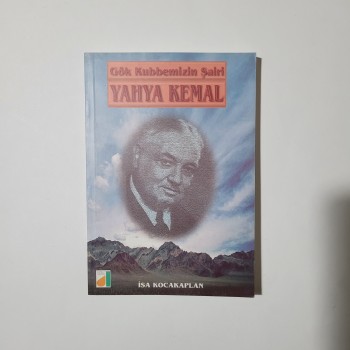 Gök Kubbemizin Şairi
YAHYA KEMAL
İSA KOCAKAPLAN